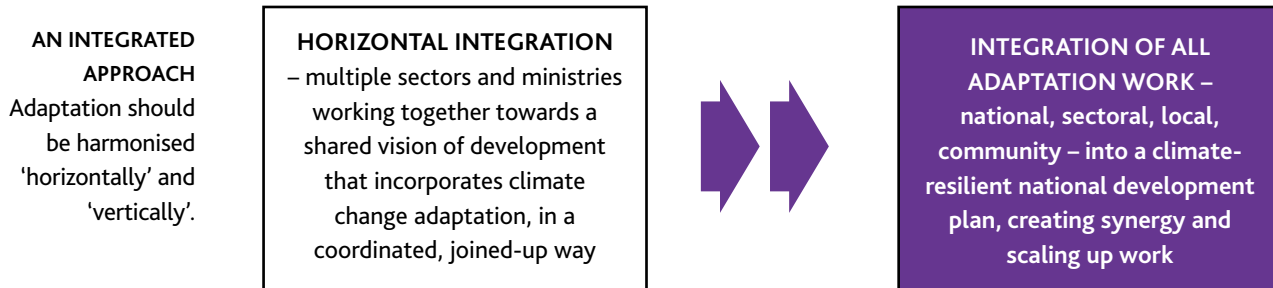 AN INTEGRATED
APPROACH
Adaptation should
be harmonised
‘horizontally’ and
‘vertically’.
HORIZONTAL INTEGRATION
– multiple sectors and ministries
working together towards a
shared vision of development
that incorporates climate
change adaptation, in a
coordinated, joined-up way
INTEGRATION OF ALL
ADAPTATION WORK –
national, sectoral, local,
community – into a climate-
resilient national development
plan, creating synergy and
scaling up work